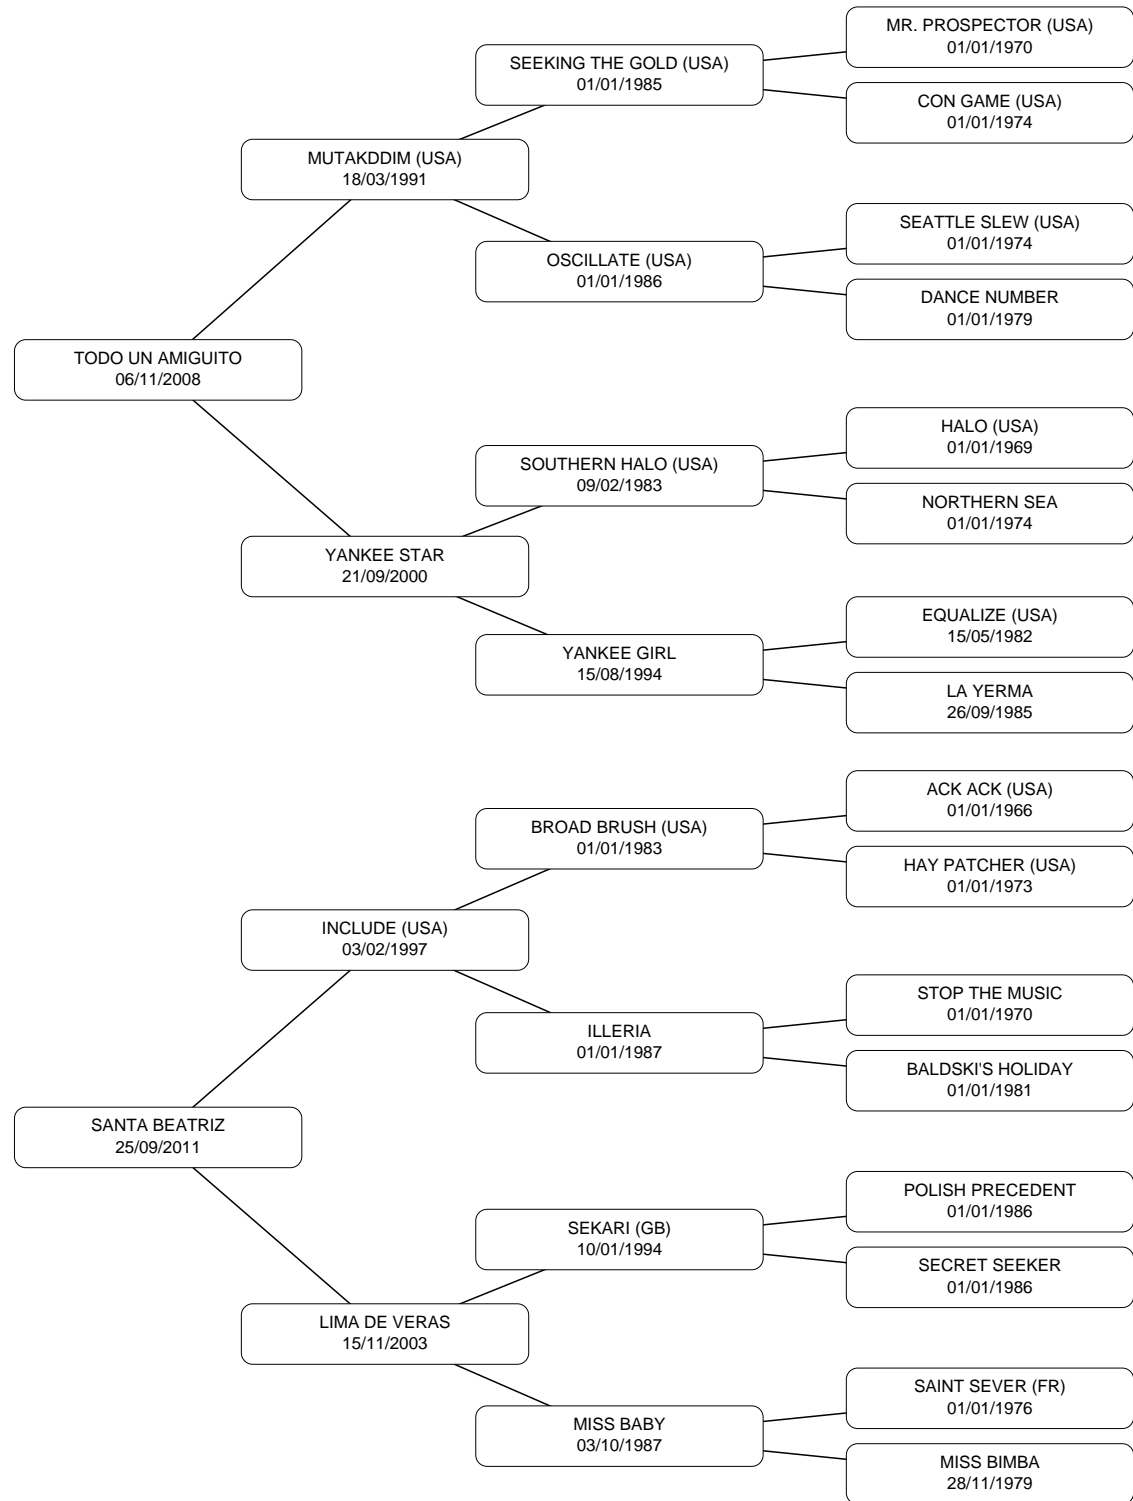 MR. PROSPECTOR (USA)
01/01/1970
SEEKING THE GOLD (USA)
01/01/1985
CON GAME (USA)
01/01/1974
MUTAKDDIM (USA)
18/03/1991
SEATTLE SLEW (USA)
01/01/1974
OSCILLATE (USA)
01/01/1986
DANCE NUMBER
01/01/1979
TODO UN AMIGUITO
06/11/2008
HALO (USA)
01/01/1969
SOUTHERN HALO (USA)
09/02/1983
NORTHERN SEA
01/01/1974
YANKEE STAR
21/09/2000
EQUALIZE (USA)
15/05/1982
YANKEE GIRL
15/08/1994
LA YERMA
26/09/1985
ACK ACK (USA)
01/01/1966
BROAD BRUSH (USA)
01/01/1983
HAY PATCHER (USA)
01/01/1973
INCLUDE (USA)
03/02/1997
STOP THE MUSIC
01/01/1970
ILLERIA
01/01/1987
BALDSKI'S HOLIDAY
01/01/1981
SANTA BEATRIZ
25/09/2011
POLISH PRECEDENT
01/01/1986
SEKARI (GB)
10/01/1994
SECRET SEEKER
01/01/1986
LIMA DE VERAS
15/11/2003
SAINT SEVER (FR)
01/01/1976
MISS BABY
03/10/1987
MISS BIMBA
28/11/1979